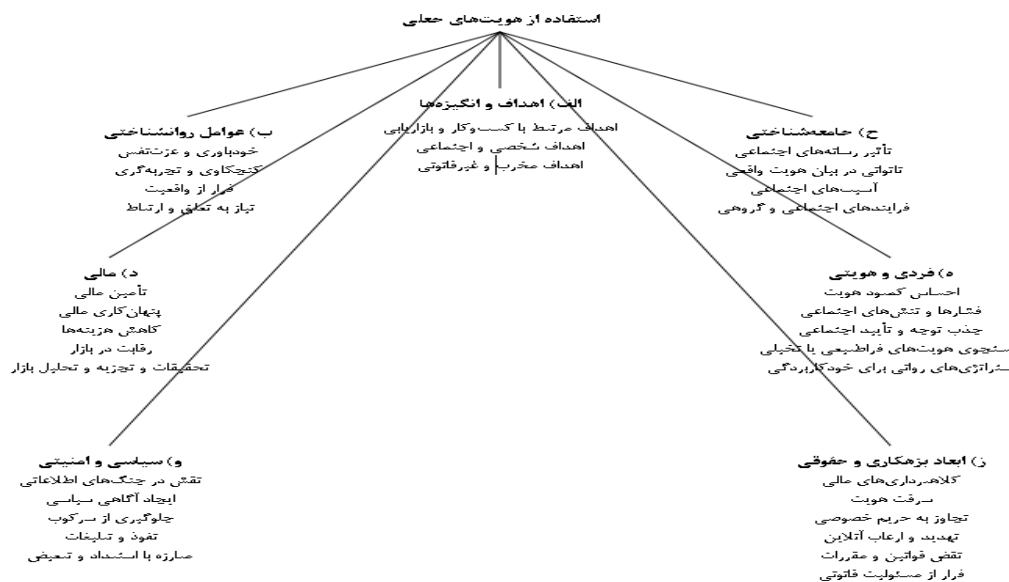 استفاده از هویت‌های جعلی
الف) اهداف و انگیزه‌ها
اهداف مرتبط با کسب‌وکار و بازاریابی
اهداف شخصی و اجتماعی
اهداف مخرب و غیرقانونی
ح) جامعه‌شناختی
تأثیر رسانه‌های اجتماعی
ناتوانی در بیان هویت واقعی
آسیب‌های اجتماعی
فرایندهای اجتماعی و گروهی
ب) عوامل روانشناختی
خودباوری و عزت‌نفس
کنجکاوی و تجربه‌گری
فرار از واقعیت
نیاز به تعلق و ارتباط
ه) فردی و هویتی
احساس کمبود هویت
فشارها و تنش‌های اجتماعی
جذب توجه و تأیید اجتماعی
ستجوی هویت‌های فراطبیعی یا تخیلی
ستراتژی‌های روانی برای خودکاربردگی
د) مالی
تأمین مالی
پنهان‌کاری مالی
کاهش هزینه‌ها
رقابت در بازار
تحقیقات و تجزیه و تحلیل بازار
ز) ابعاد بزهکاری و حقوقی
کلاهبرداری‌های مالی
سرقت هویت
تجاوز به حریم خصوصی
تهدید و ارعاب آنلاین
نقض قوانین و مقررات
فرار از مسئولیت قانونی
و) سیاسی و امنیتی
نقش در جنگ‌های اطلاعاتی
ایجاد آگاهی سیاسی
جلوگیری از سرکوب
نفوذ و تبلیغات
مبارزه با استبداد و تبعیض